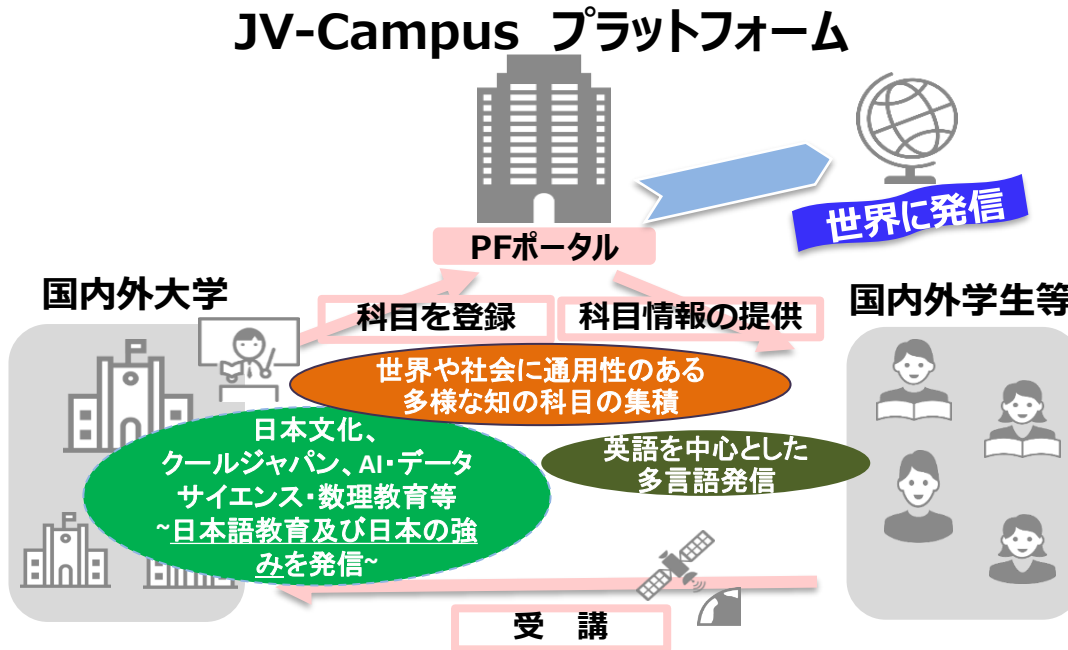 JV-Campus プラットフォーム
世界に発信
PFポータル
国内外大学
国内外学生等
科目を登録
科目情報の提供
世界や社会に通用性のある
多様な知の科目の集積
日本文化、
クールジャパン、AI・データ
サイエンス・数理教育等
~日本語教育及び日本の強
みを発信~
英語を中心とした
多言語発信
受　講